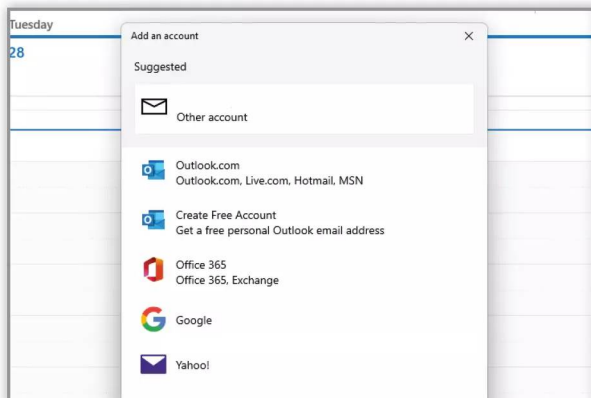 Tuesday
28
Add an account
Suggested
Other account
Outlook.com
Outlook.com, Live.com, Hotmail, MSN
Create Free Account
Get a free personal Outlook email address
Office 365
Office 365, Exchange
Google
Yahoo!